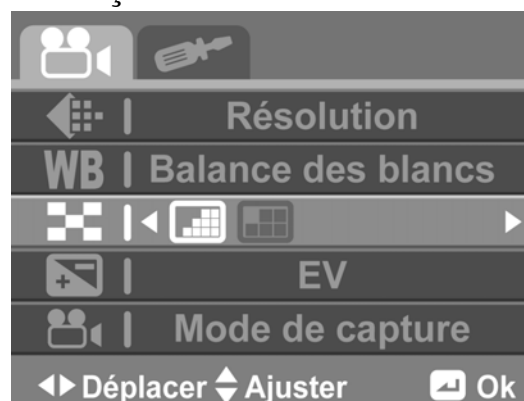 Résolution
WB Balance des blancs
EV
Mode de capture
Déplacer Ajuster Ok